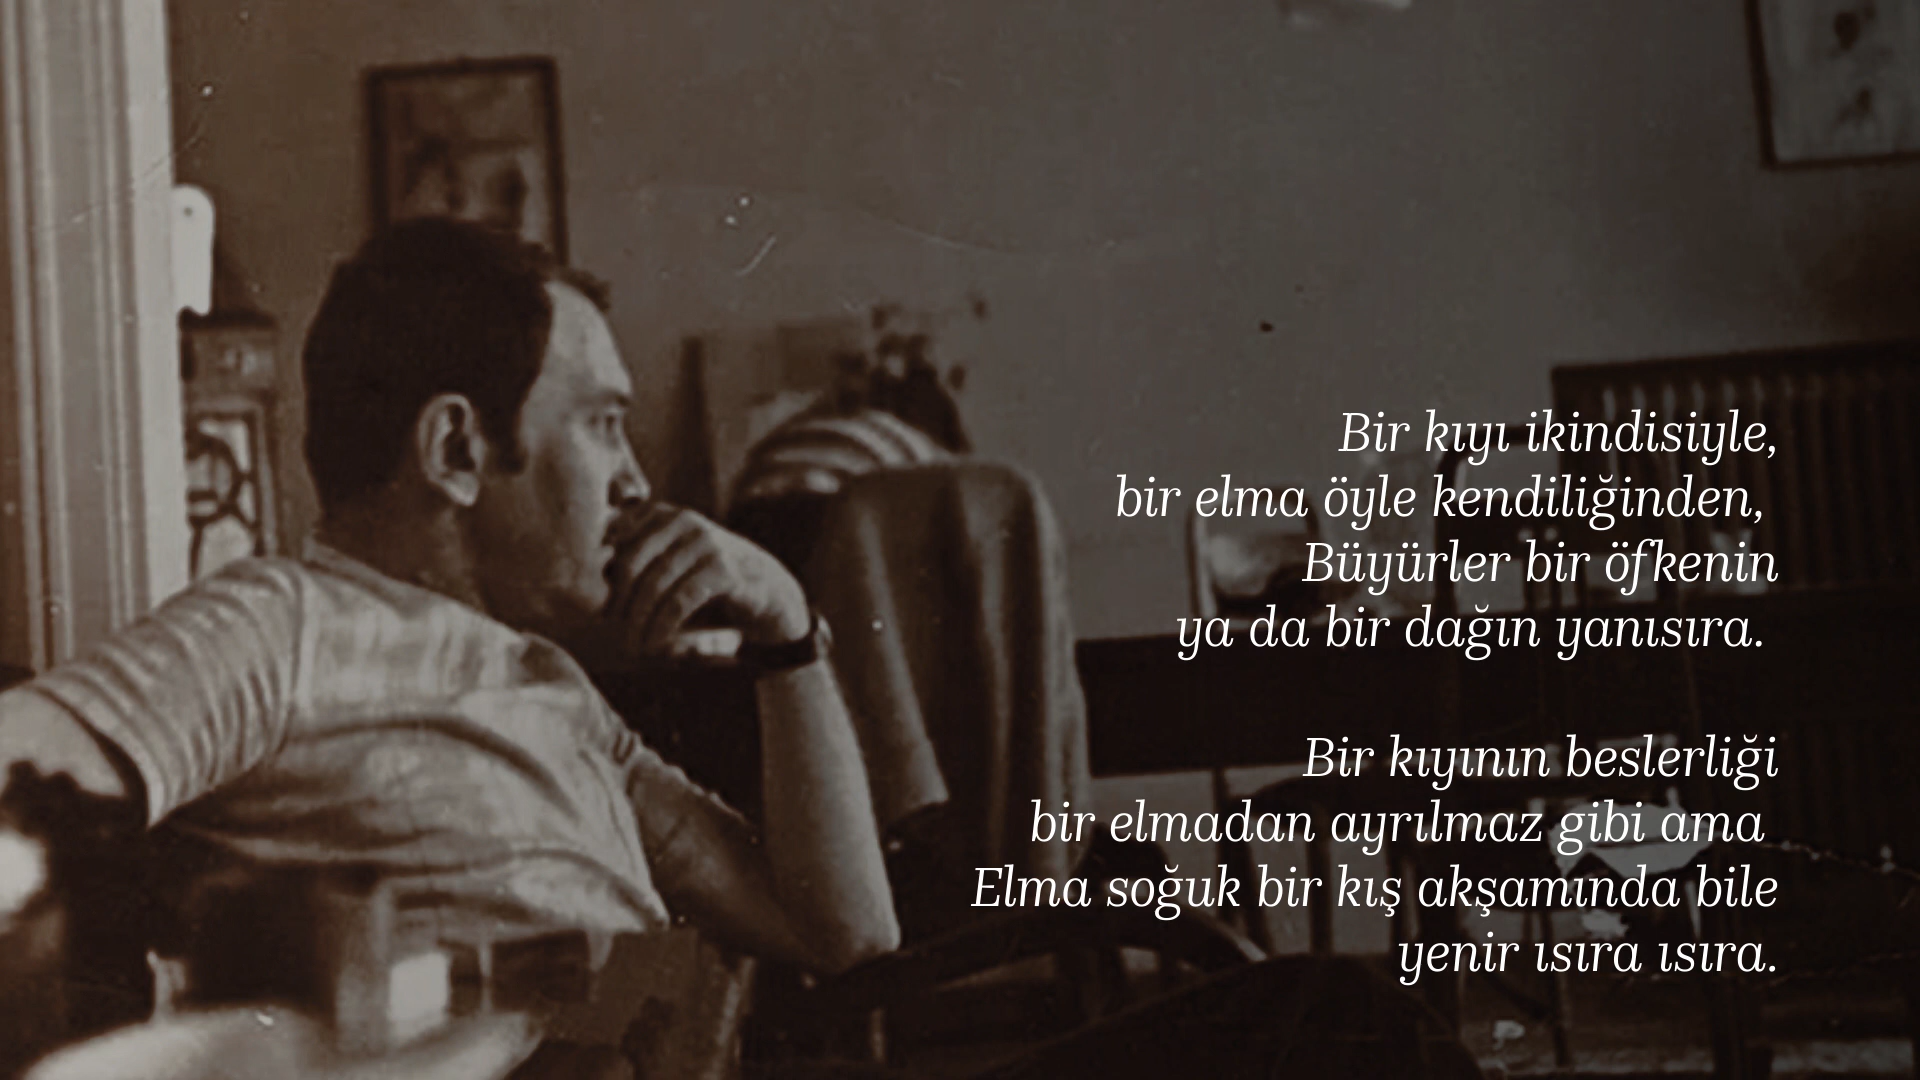 Bir kıyı ikindisiyle,
bir elma öyle kendiliğinden,
Büyürler bir öfkenin
ya da bir dağın yanısıra.
Bir kıyının beslerliği
bir elmadan ayrılmaz gibi ama
Elma soğuk bir kış akşamında bile
yenir ısıra ısıra.